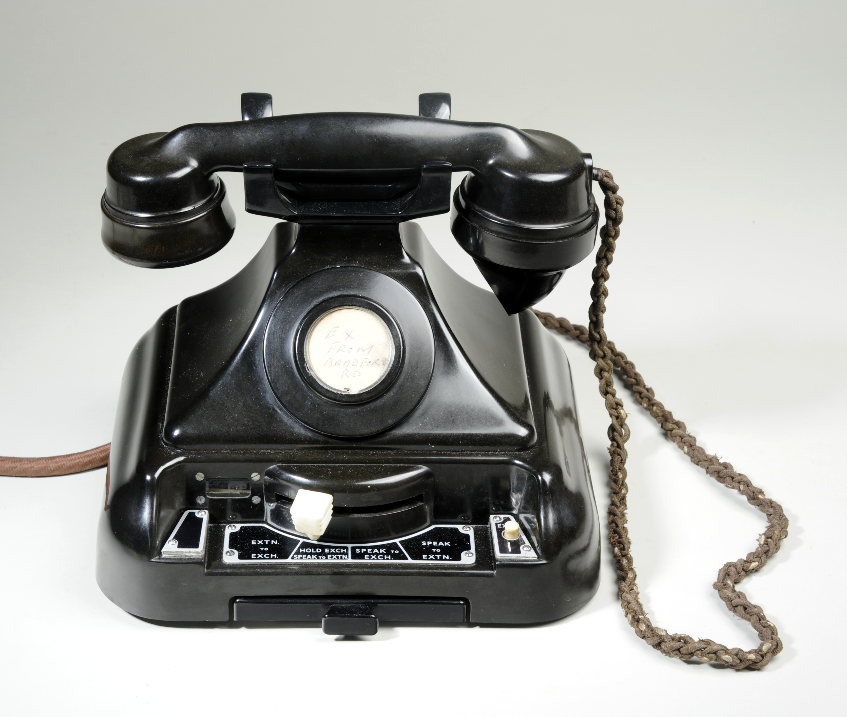 EX
FROM
BRADFORD
RD
EXTN.
TO
EXCH.
HOLD EXCH.
SPEAK TO EXTN.
SPEAK TO
EXCH.
SPEAK
TO
EXTN.